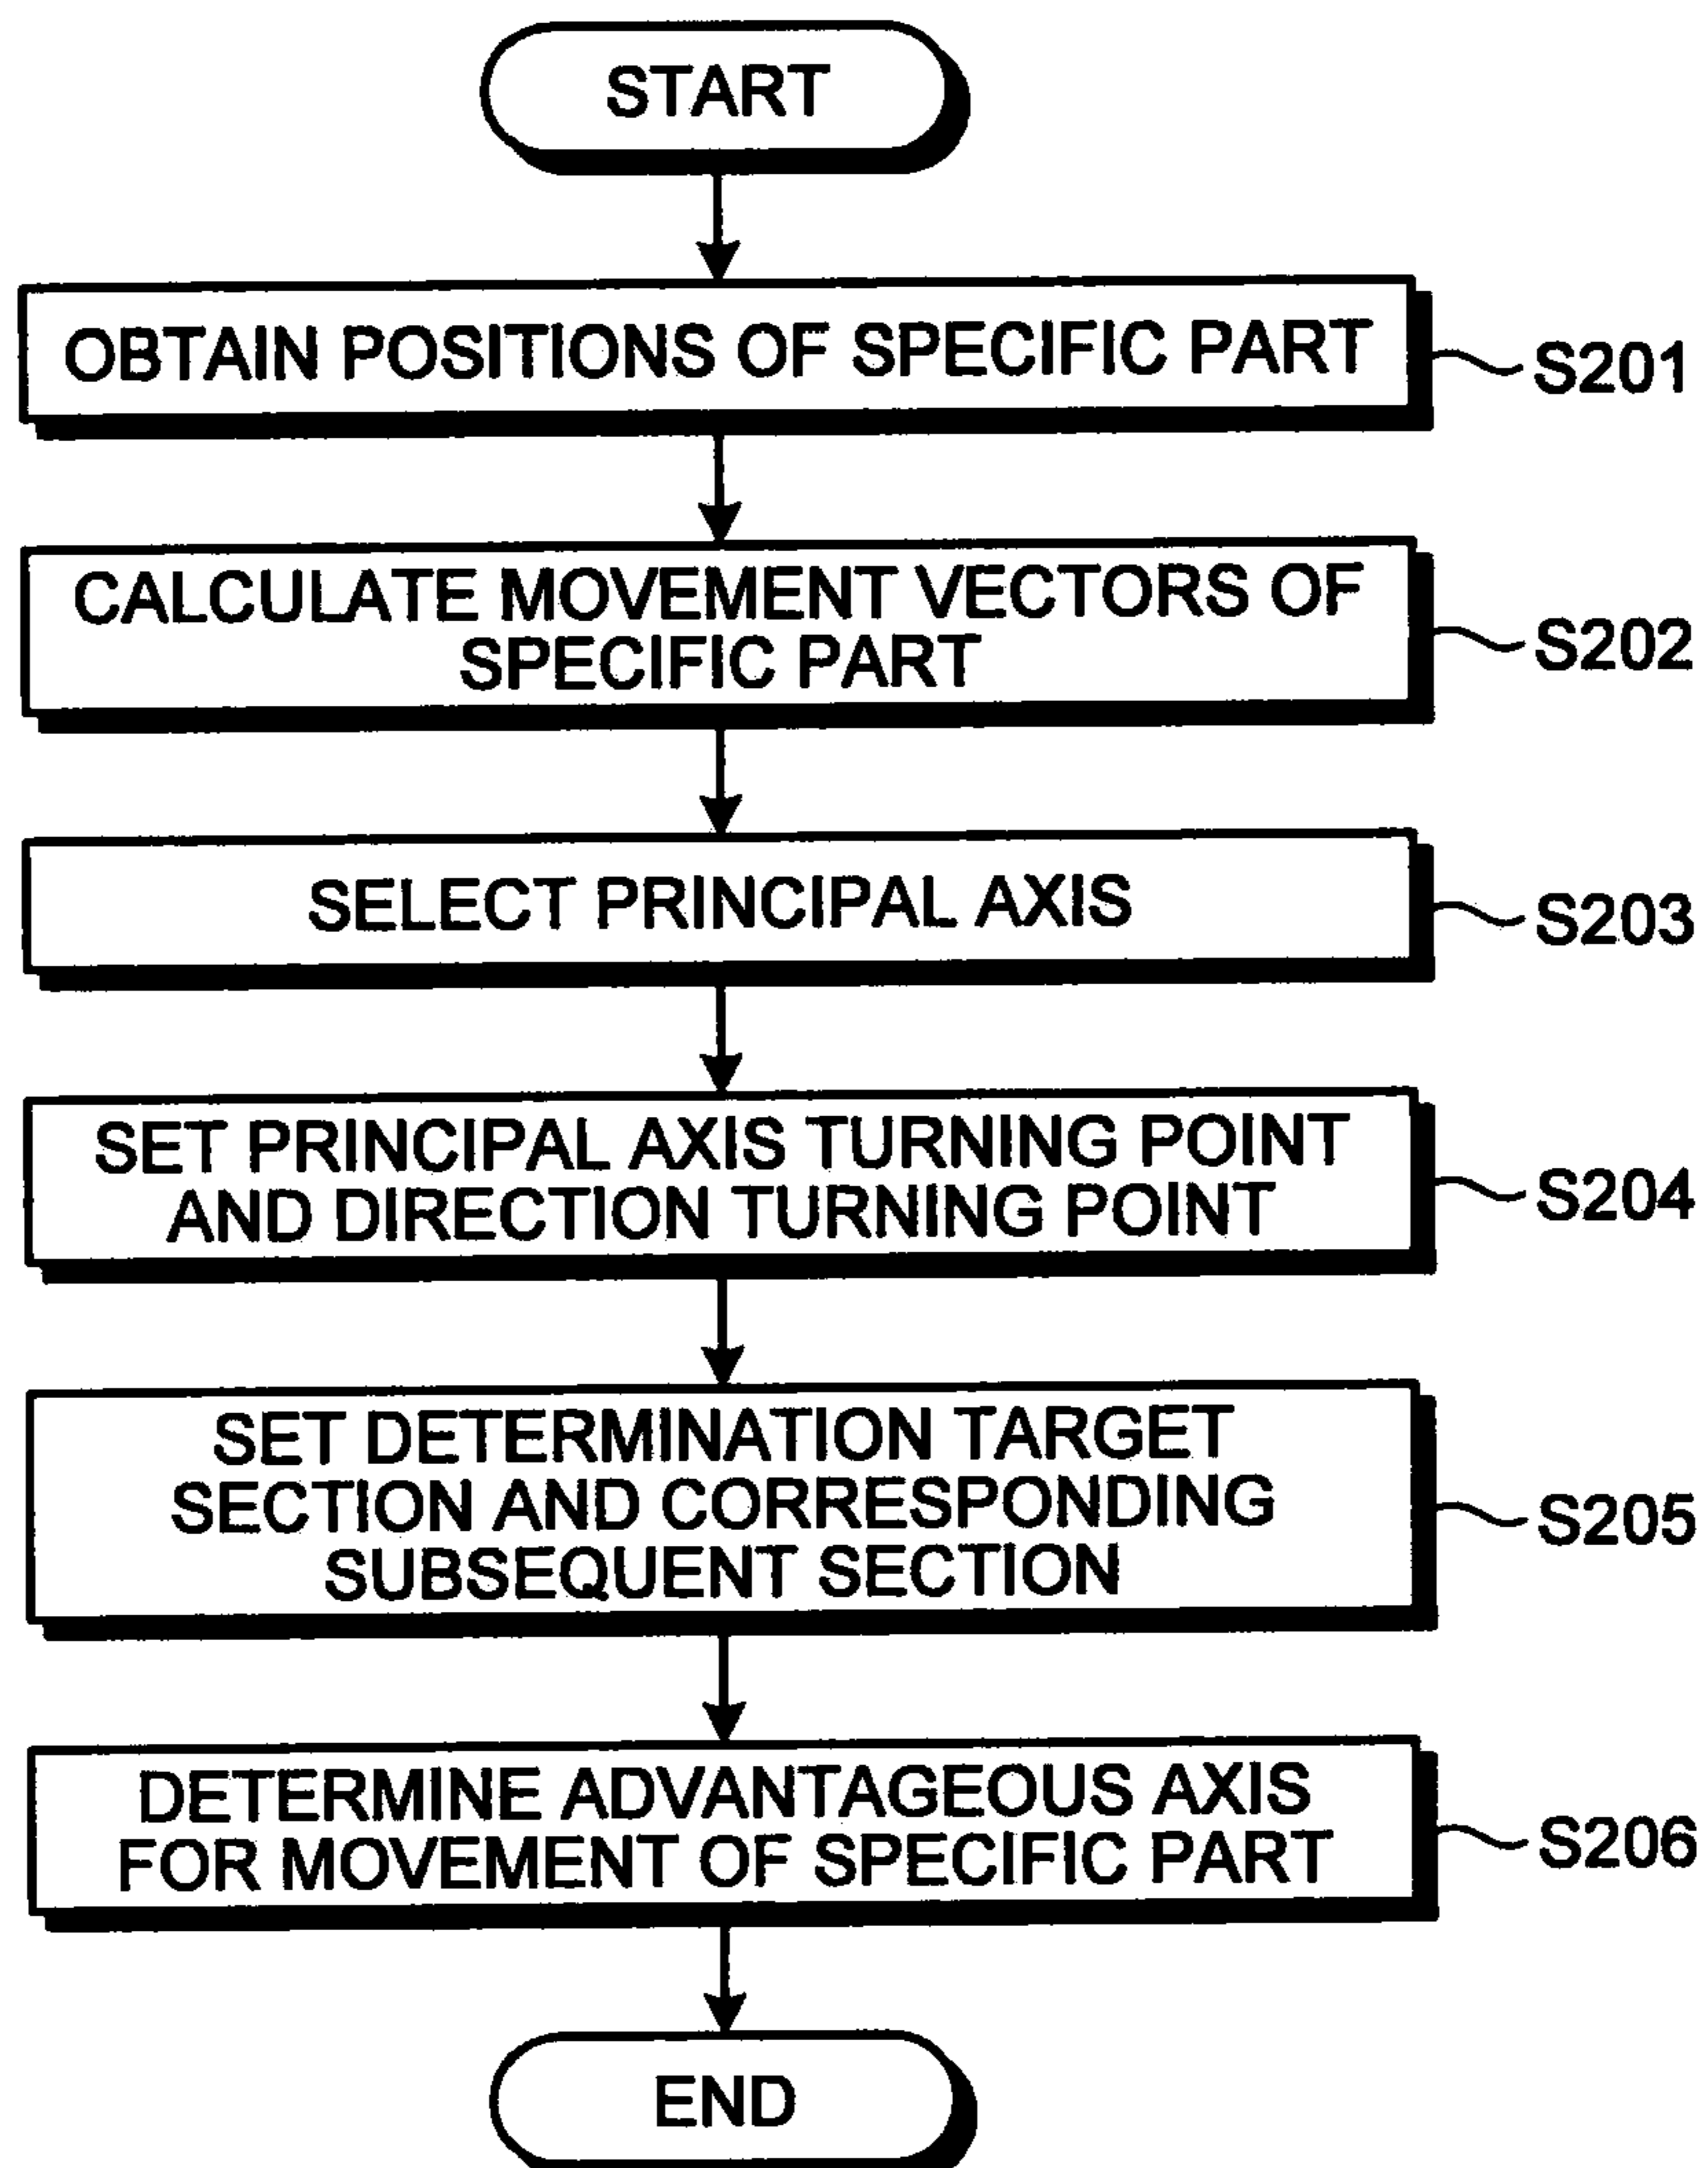 START
OBTAIN POSITIONS OF SPECIFIC PART
S201
CALCULATE MOVEMENT VECTORS OF
SPECIFIC PART
S202
SELECT PRINCIPAL AXIS
S203
SET PRINCIPAL AXIS TURNING POINT
AND DIRECTION TURNING POINT
S204
SET DETERMINATION TARGET
SECTION AND CORRESPONDING
SUBSEQUENT SECTION
S205
DETERMINE ADVANTAGEOUS AXIS
FOR MOVEMENT OF SPECIFIC PART
S206
END